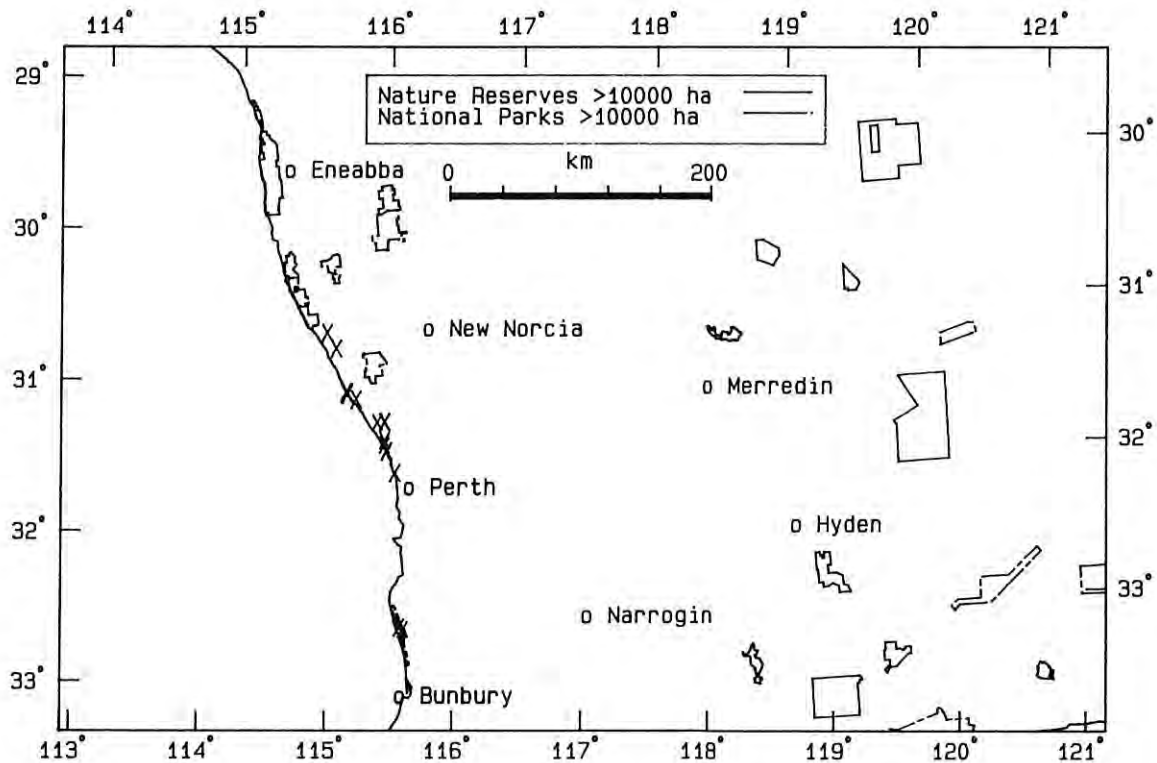 114° 115° 116° 118° 119° 120° 121°
29°
Nature Reserves >10000 ha
National Parks >10000 ha
30°
km
0 200
o Eneabba
30°
31°
o New Norcia
31°
o Merredin
32°
o Perth
32°
o Hyden
33°
o Narrogin
33°
o Bunbury
113° 114° 115° 116° 117° 118° 119° 120° 121°